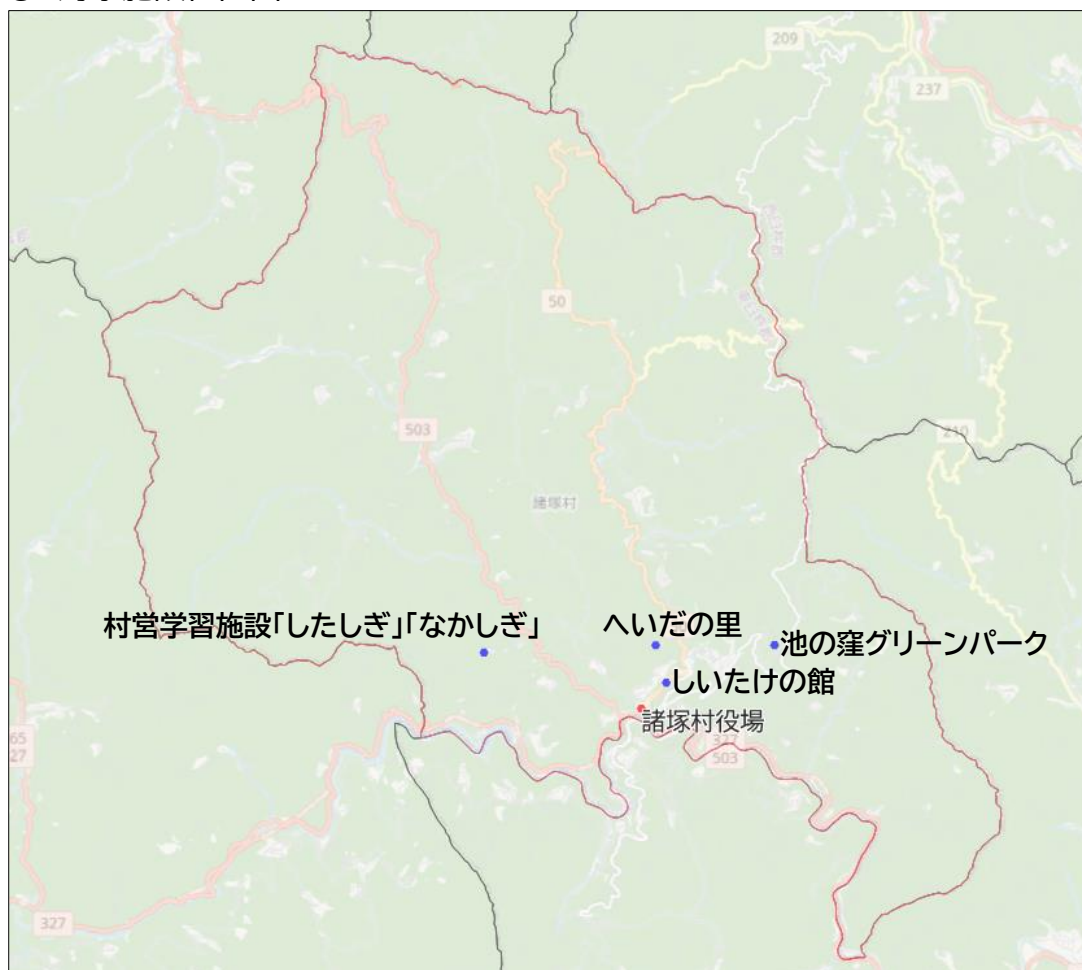 209
237
50
503
210
諸塚村
村営学習施設「したしぎ」「なかしぎ」
へいだの里
池の窪グリーンパーク
しいたけの館
諸塚村役場
327
503
327